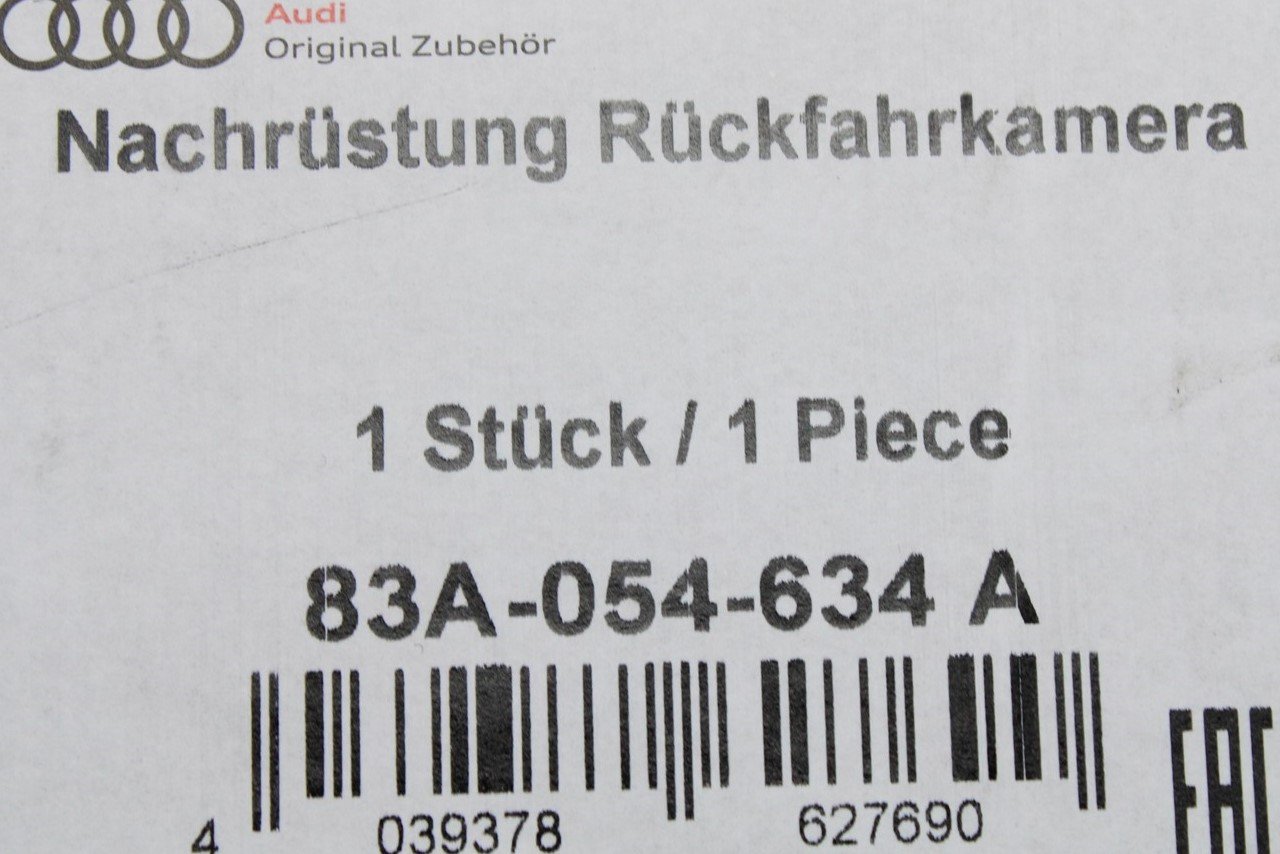 Audi
Original Zubehör
Nachrüstung Rückfahrkamera
1 Stück / 1 Piece
83A-054-634 A
4 039378 627690
EAC